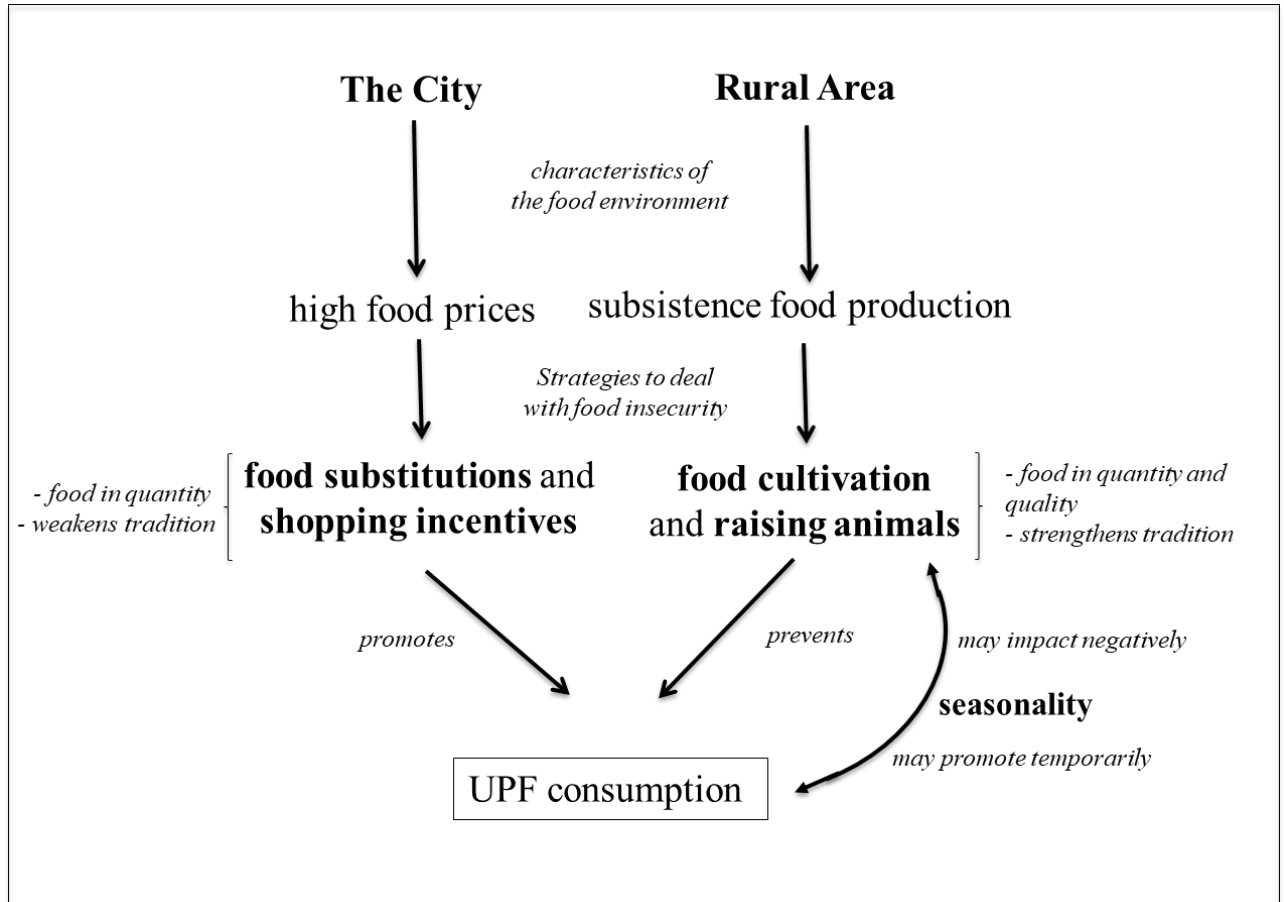 The City
Rural Area
characteristics of
the food environment
high food prices
subsistence food production
Strategies to deal
with food insecurity
- food in quantity
- weakens tradition
food substitutions and
shopping incentives
food cultivation
and raising animals
- food in quantity and
quality
- strengthens tradition
promotes
prevents
may impact negatively
seasonality
may promote temporarily
UPF consumption